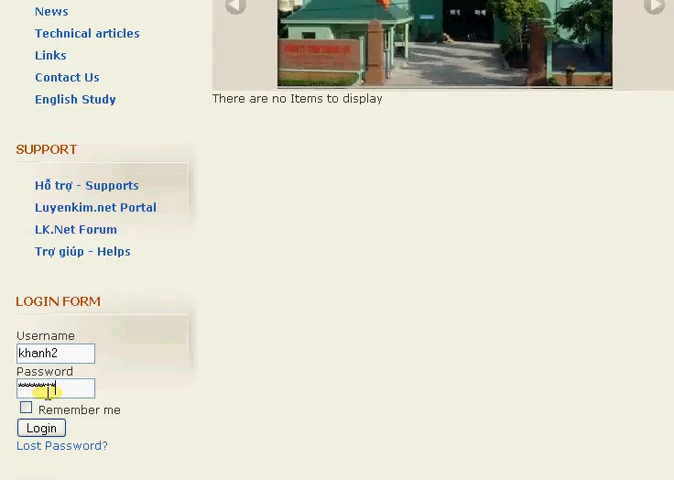 News
Technical articles
Links
Contact Us
English Study
There are no Items to display
SUPPORT
Hỗ trợ - Supports
Luyenkim.net Portal
LK.Net Forum
Trợ giúp - Helps
LOGIN FORM
Username
khanh2
Password
Remember me
Login
Lost Password?